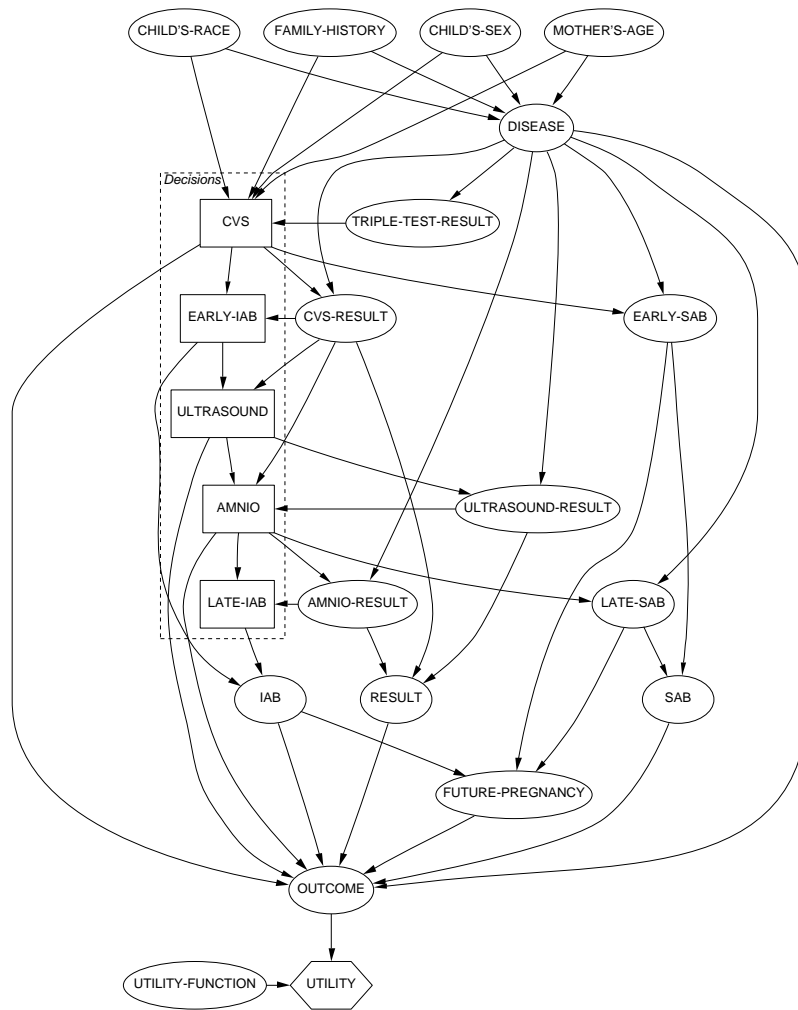 CHILD'S-RACE
FAMILY-HISTORY
CHILD'S-SEX
MOTHER'S-AGE
DISEASE
Decisions
CVS
TRIPLE-TEST-RESULT
EARLY-IAB
CVS-RESULT
EARLY-SAB
ULTRASOUND
AMNIO
ULTRASOUND-RESULT
LATE-IAB
AMNIO-RESULT
LATE-SAB
IAB
RESULT
SAB
FUTURE-PREGNANCY
OUTCOME
UTILITY-FUNCTION
UTILITY